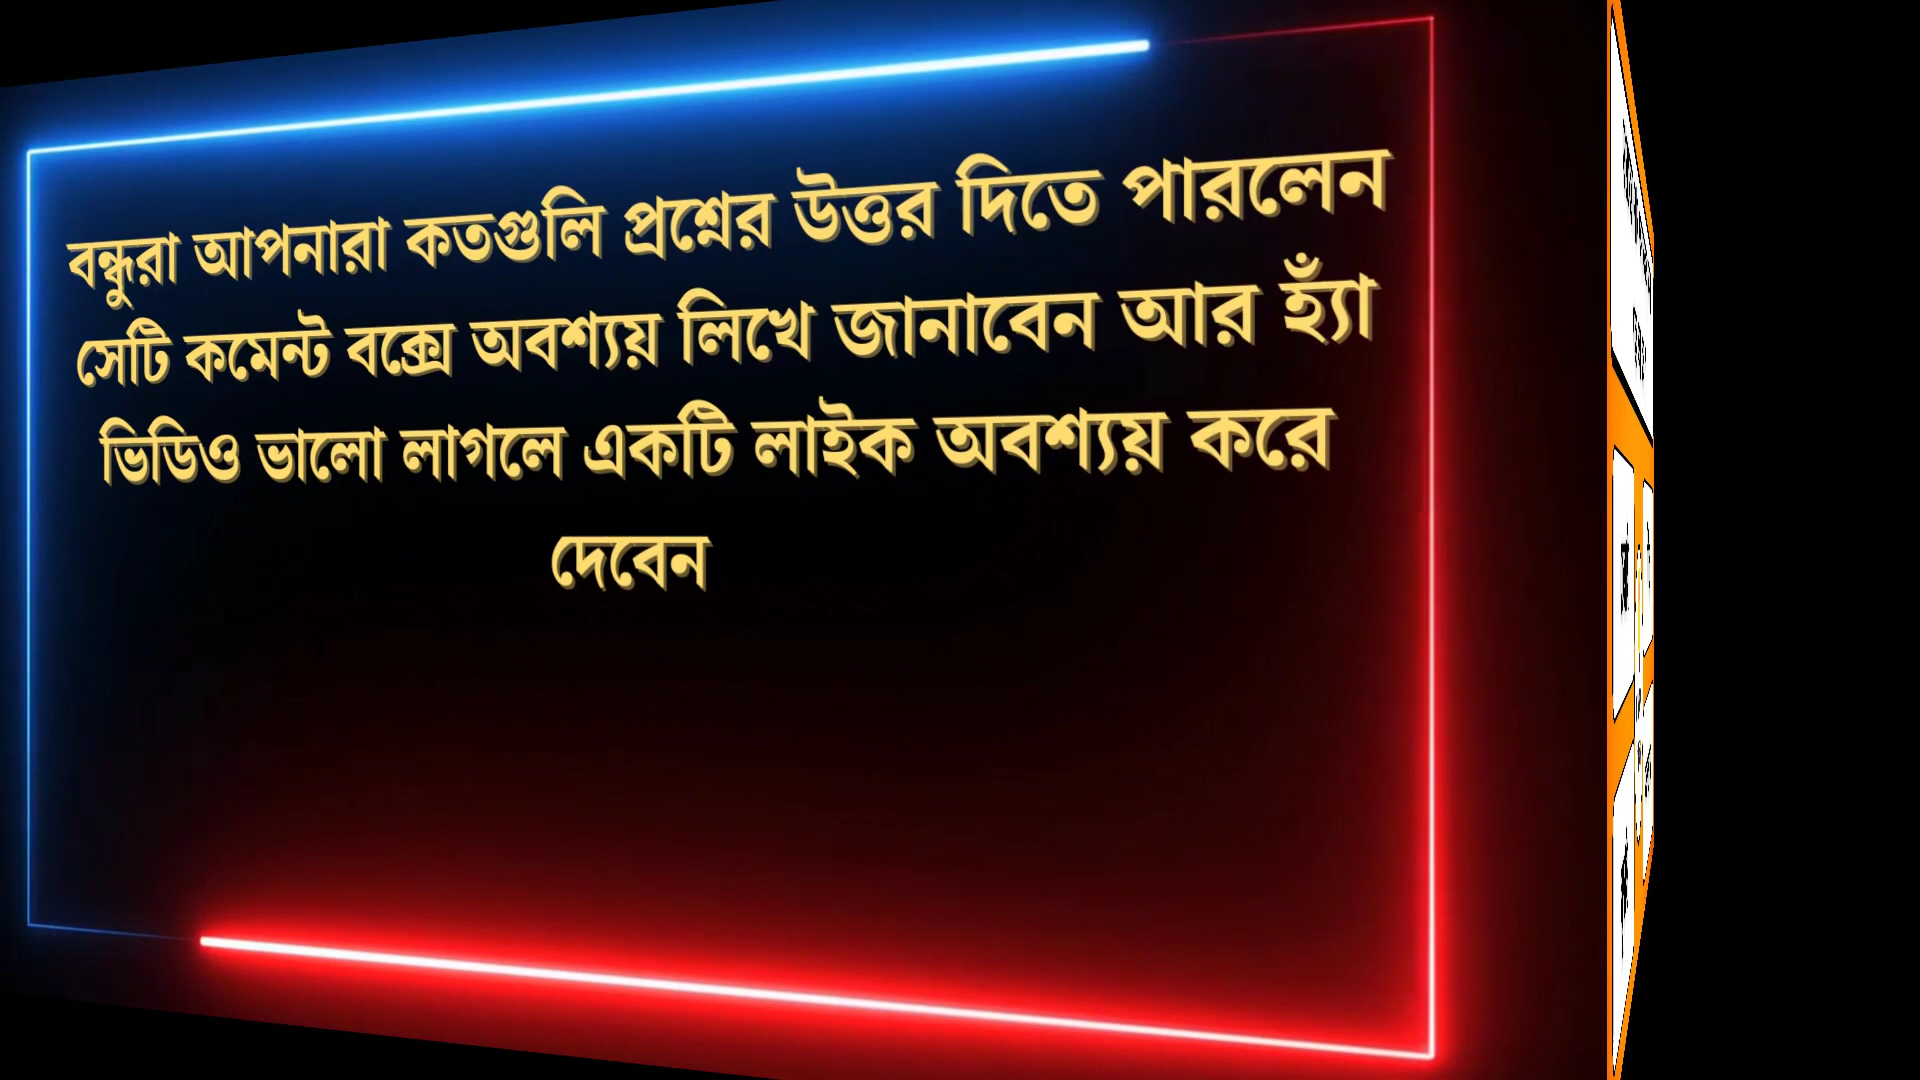 বন্ধুরা আপনারা কতগুলি প্রশ্নের উত্তর দিতে পারলেন
সেটি কমেন্ট বক্সে অবশ্যয় লিখে জানাবেন আর হ্যাঁ
ভিডিও ভালো লাগলে একটি লাইক অবশ্যয় করে
দেবেন